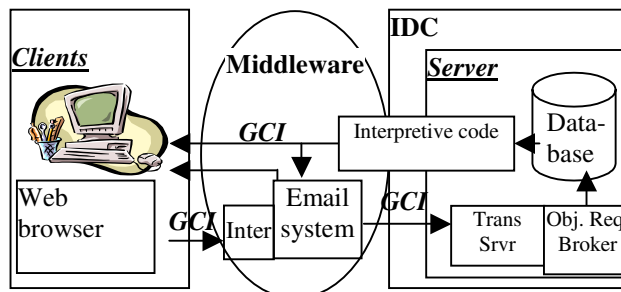 IDC
Clients
Middleware
Server
GCI
Interpretive code
Data-
base
Web
browser
GCI
Inter
Email
system
GCI
Trans
Srvr
Obj. Req
Broker